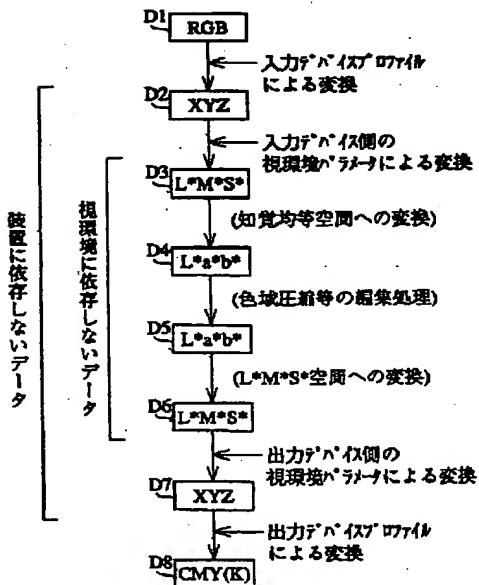 D1
RGB
入力デバイスプロファイル
による変換
D2
XYZ
入力デバイス側の
視環境パラメータによる変換
D3
L*M*S*
(知覚均等空間への変換)
D4
L*a*b*
(色域圧縮等の編集処理)
D5
L*a*b*
(L*M*S*空間への変換)
D6
L*M*S*
出力デバイス側の
視環境パラメータによる変換
D7
XYZ
出力デバイスプロファイル
による変換
D8
CMY(K)
視環境に依存しないデータ
装置に依存しないデータ